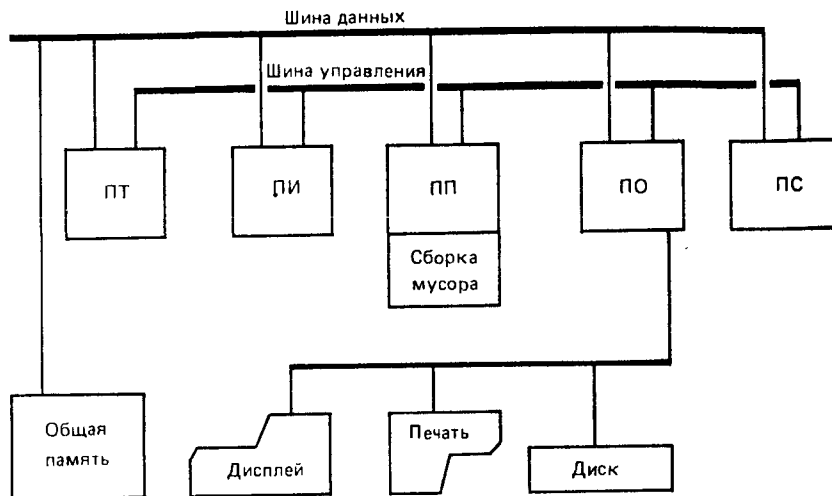 Шина данных
Шина управления
ПТ
ПИ
ПП
ПО
ПС
Сборка
мусора
Общая
память
Дисплей
Печать
Диск